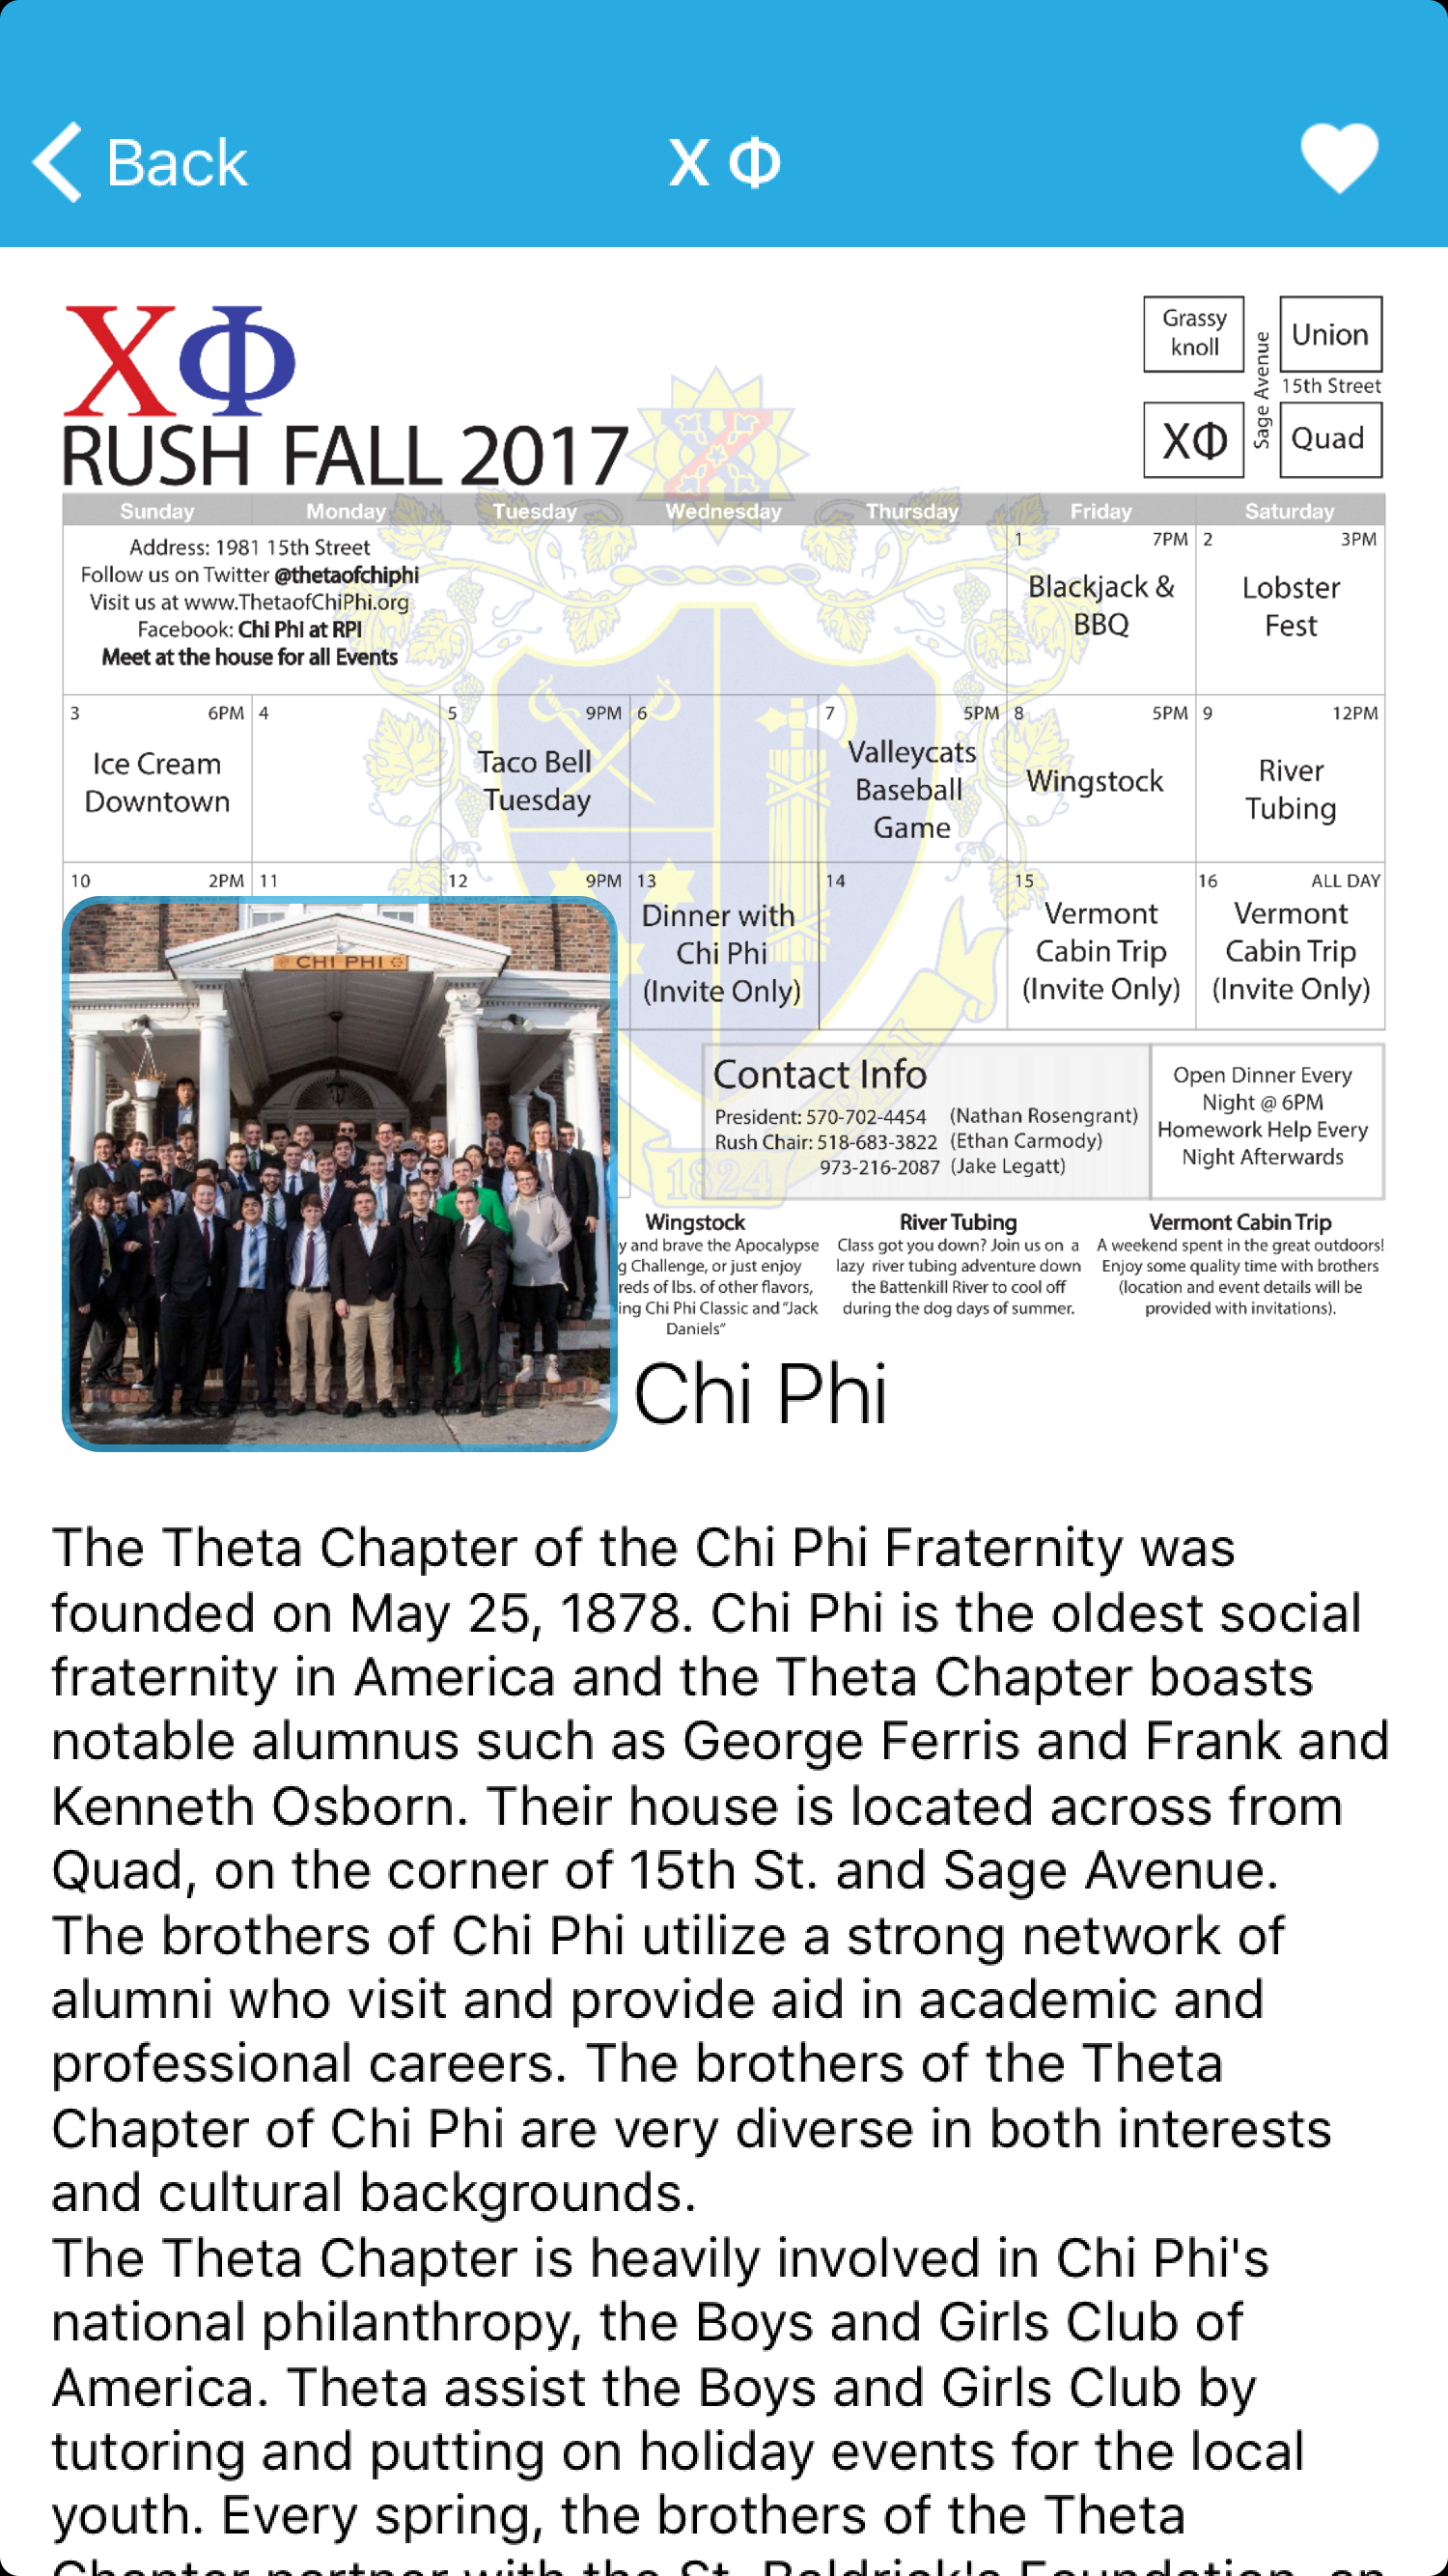 Back
Χ Φ
ΧΦ
RUSH FALL 2017
Grassy
knoll
Sage Avenue
Union
15th Street
ΧΦ
Quad
Sunday Monday Tuesday Wednesday Thursday Friday Saturday
Address: 1981 15th Street
Follow us on Twitter @thetaofchiphi
Visit us at www.ThetaofChiPhi.org
Facebook: Chi Phi at RPI
Meet at the house for all Events
1 7PM
Blackjack &
BBQ
2 3PM
Lobster
Fest
3 6PM
Ice Cream
Downtown
4
5 9PM
Taco Bell
Tuesday
6
7 5PM
Valleycats
Baseball
Game
8 5PM
Wingstock
9 12PM
River
Tubing
10 2PM
11
12 9PM
13
Dinner with
Chi Phi
(Invite Only)
14
15
Vermont
Cabin Trip
(Invite Only)
16 ALL DAY
Vermont
Cabin Trip
(Invite Only)
CHI PHI
PHI
1824
Contact Info
President: 570-702-4454 (Nathan Rosengrant)
Rush Chair: 518-683-3822 (Ethan Carmody)
973-216-2087 (Jake Legatt)
Open Dinner Every
Night @ 6PM
Homework Help Every
Night Afterwards
Wingstock
y and brave the Apocalypse
g Challenge, or just enjoy
reds of lbs. of other flavors,
ing Chi Phi Classic and “Jack
Daniels”
River Tubing
Class got you down? Join us on a
lazy river tubing adventure down
the Battenkill River to cool off
during the dog days of summer.
Vermont Cabin Trip
A weekend spent in the great outdoors!
Enjoy some quality time with brothers
(location and event details will be
provided with invitations).
Chi Phi
The Theta Chapter of the Chi Phi Fraternity was
founded on May 25, 1878. Chi Phi is the oldest social
fraternity in America and the Theta Chapter boasts
notable alumnus such as George Ferris and Frank and
Kenneth Osborn. Their house is located across from
Quad, on the corner of 15th St. and Sage Avenue.
The brothers of Chi Phi utilize a strong network of
alumni who visit and provide aid in academic and
professional careers. The brothers of the Theta
Chapter of Chi Phi are very diverse in both interests
and cultural backgrounds.
The Theta Chapter is heavily involved in Chi Phi's
national philanthropy, the Boys and Girls Club of
America. Theta assist the Boys and Girls Club by
tutoring and putting on holiday events for the local
youth. Every spring, the brothers of the Theta
Chapter partner with the St. Baldrick's Foundation, an